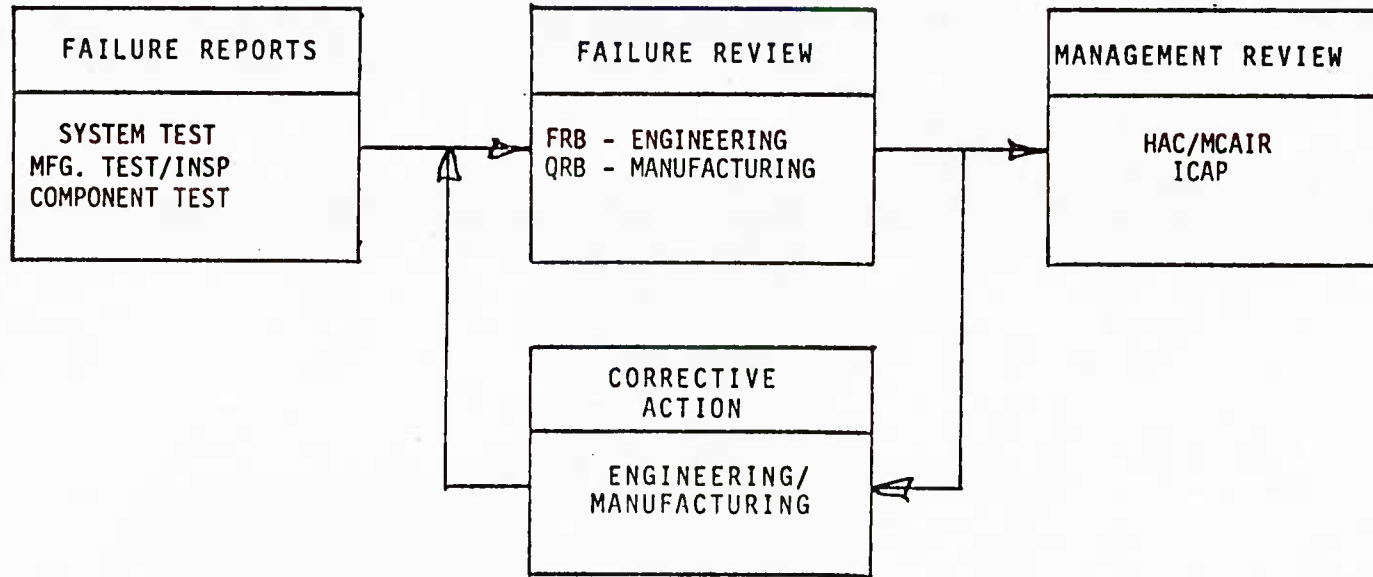 FAILURE REPORTS
SYSTEM TEST
MFG. TEST/INSP
COMPONENT TEST
FAILURE REVIEW
FRB - ENGINEERING
QRB - MANUFACTURING
MANAGEMENT REVIEW
HAC/MCAIR
ICAP
CORRECTIVE
ACTION
ENGINEERING/
MANUFACTURING